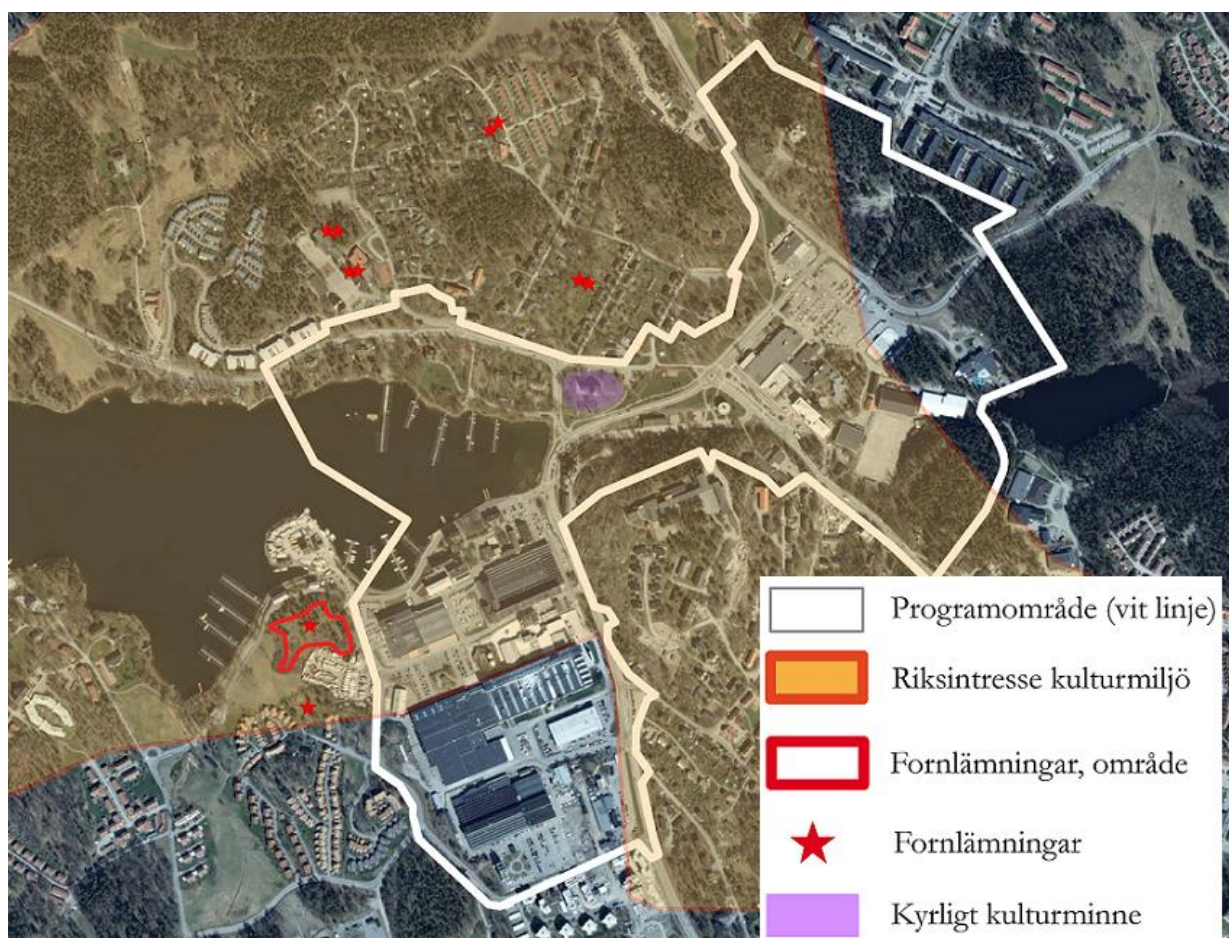 Programområde (vit linje)
Riksintresse kulturmiljö
Fornlämningar, område
Fornlämningar
Kyrligt kulturminne